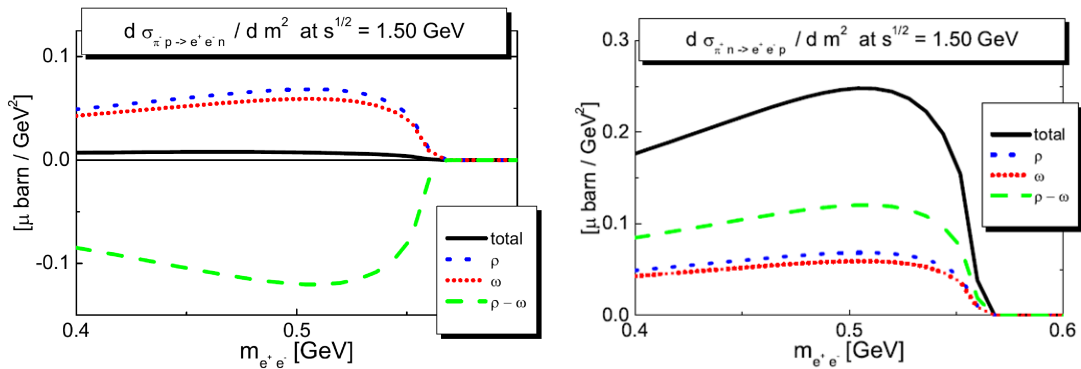 d σ_{π⁻p->e⁺e⁻n} / d m² at s^{1/2} = 1.50 GeV
[μ barn / GeV²]
0.1
0.0
-0.1
total
ρ
ω
ρ − ω
0.4
0.5
m_{e⁺e⁻} [GeV]
d σ_{π⁺n->e⁺e⁻p} / d m² at s^{1/2} = 1.50 GeV
[μ barn / GeV²]
0.3
0.2
0.1
0.0
total
ρ
ω
ρ − ω
0.4
0.5
0.6
m_{e⁺e⁻} [GeV]